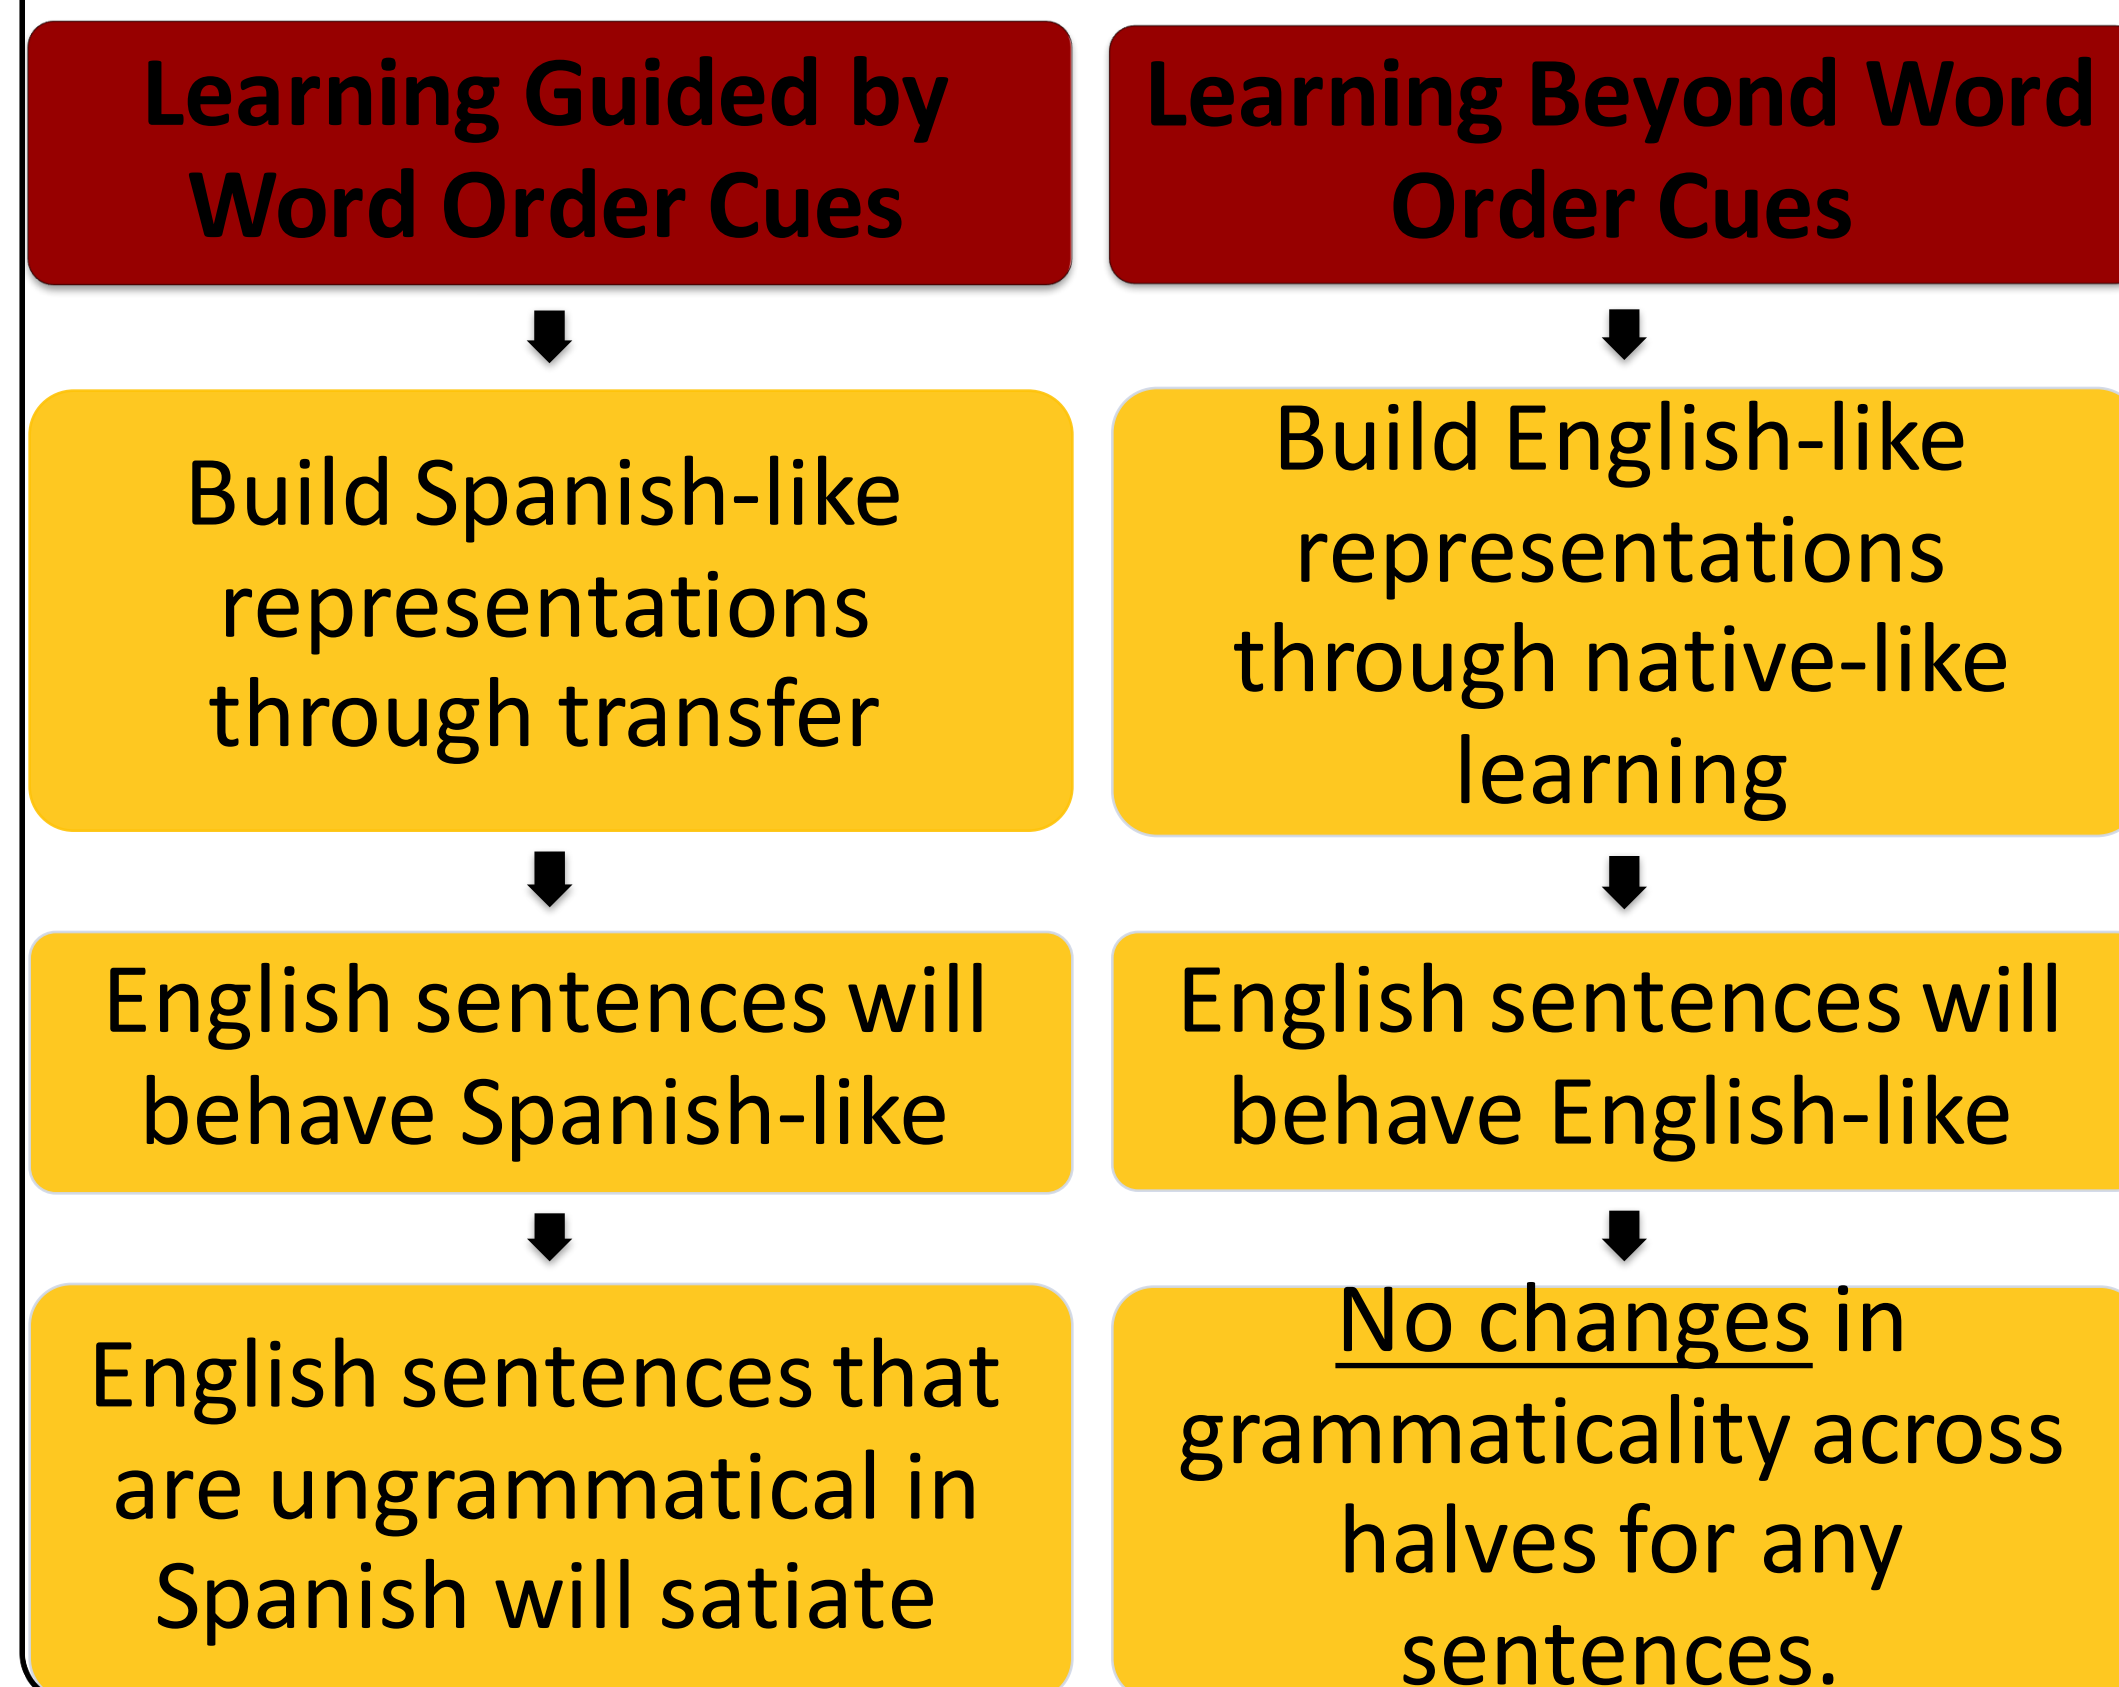 Learning Guided by
Word Order Cues
Build Spanish-like
representations
through transfer
English sentences will
behave Spanish-like
English sentences that
are ungrammatical in
Spanish will satiate
Learning Beyond Word
Order Cues
Build English-like
representations
through native-like
learning
English sentences will
behave English-like
No changes in
grammaticality across
halves for any
sentences.